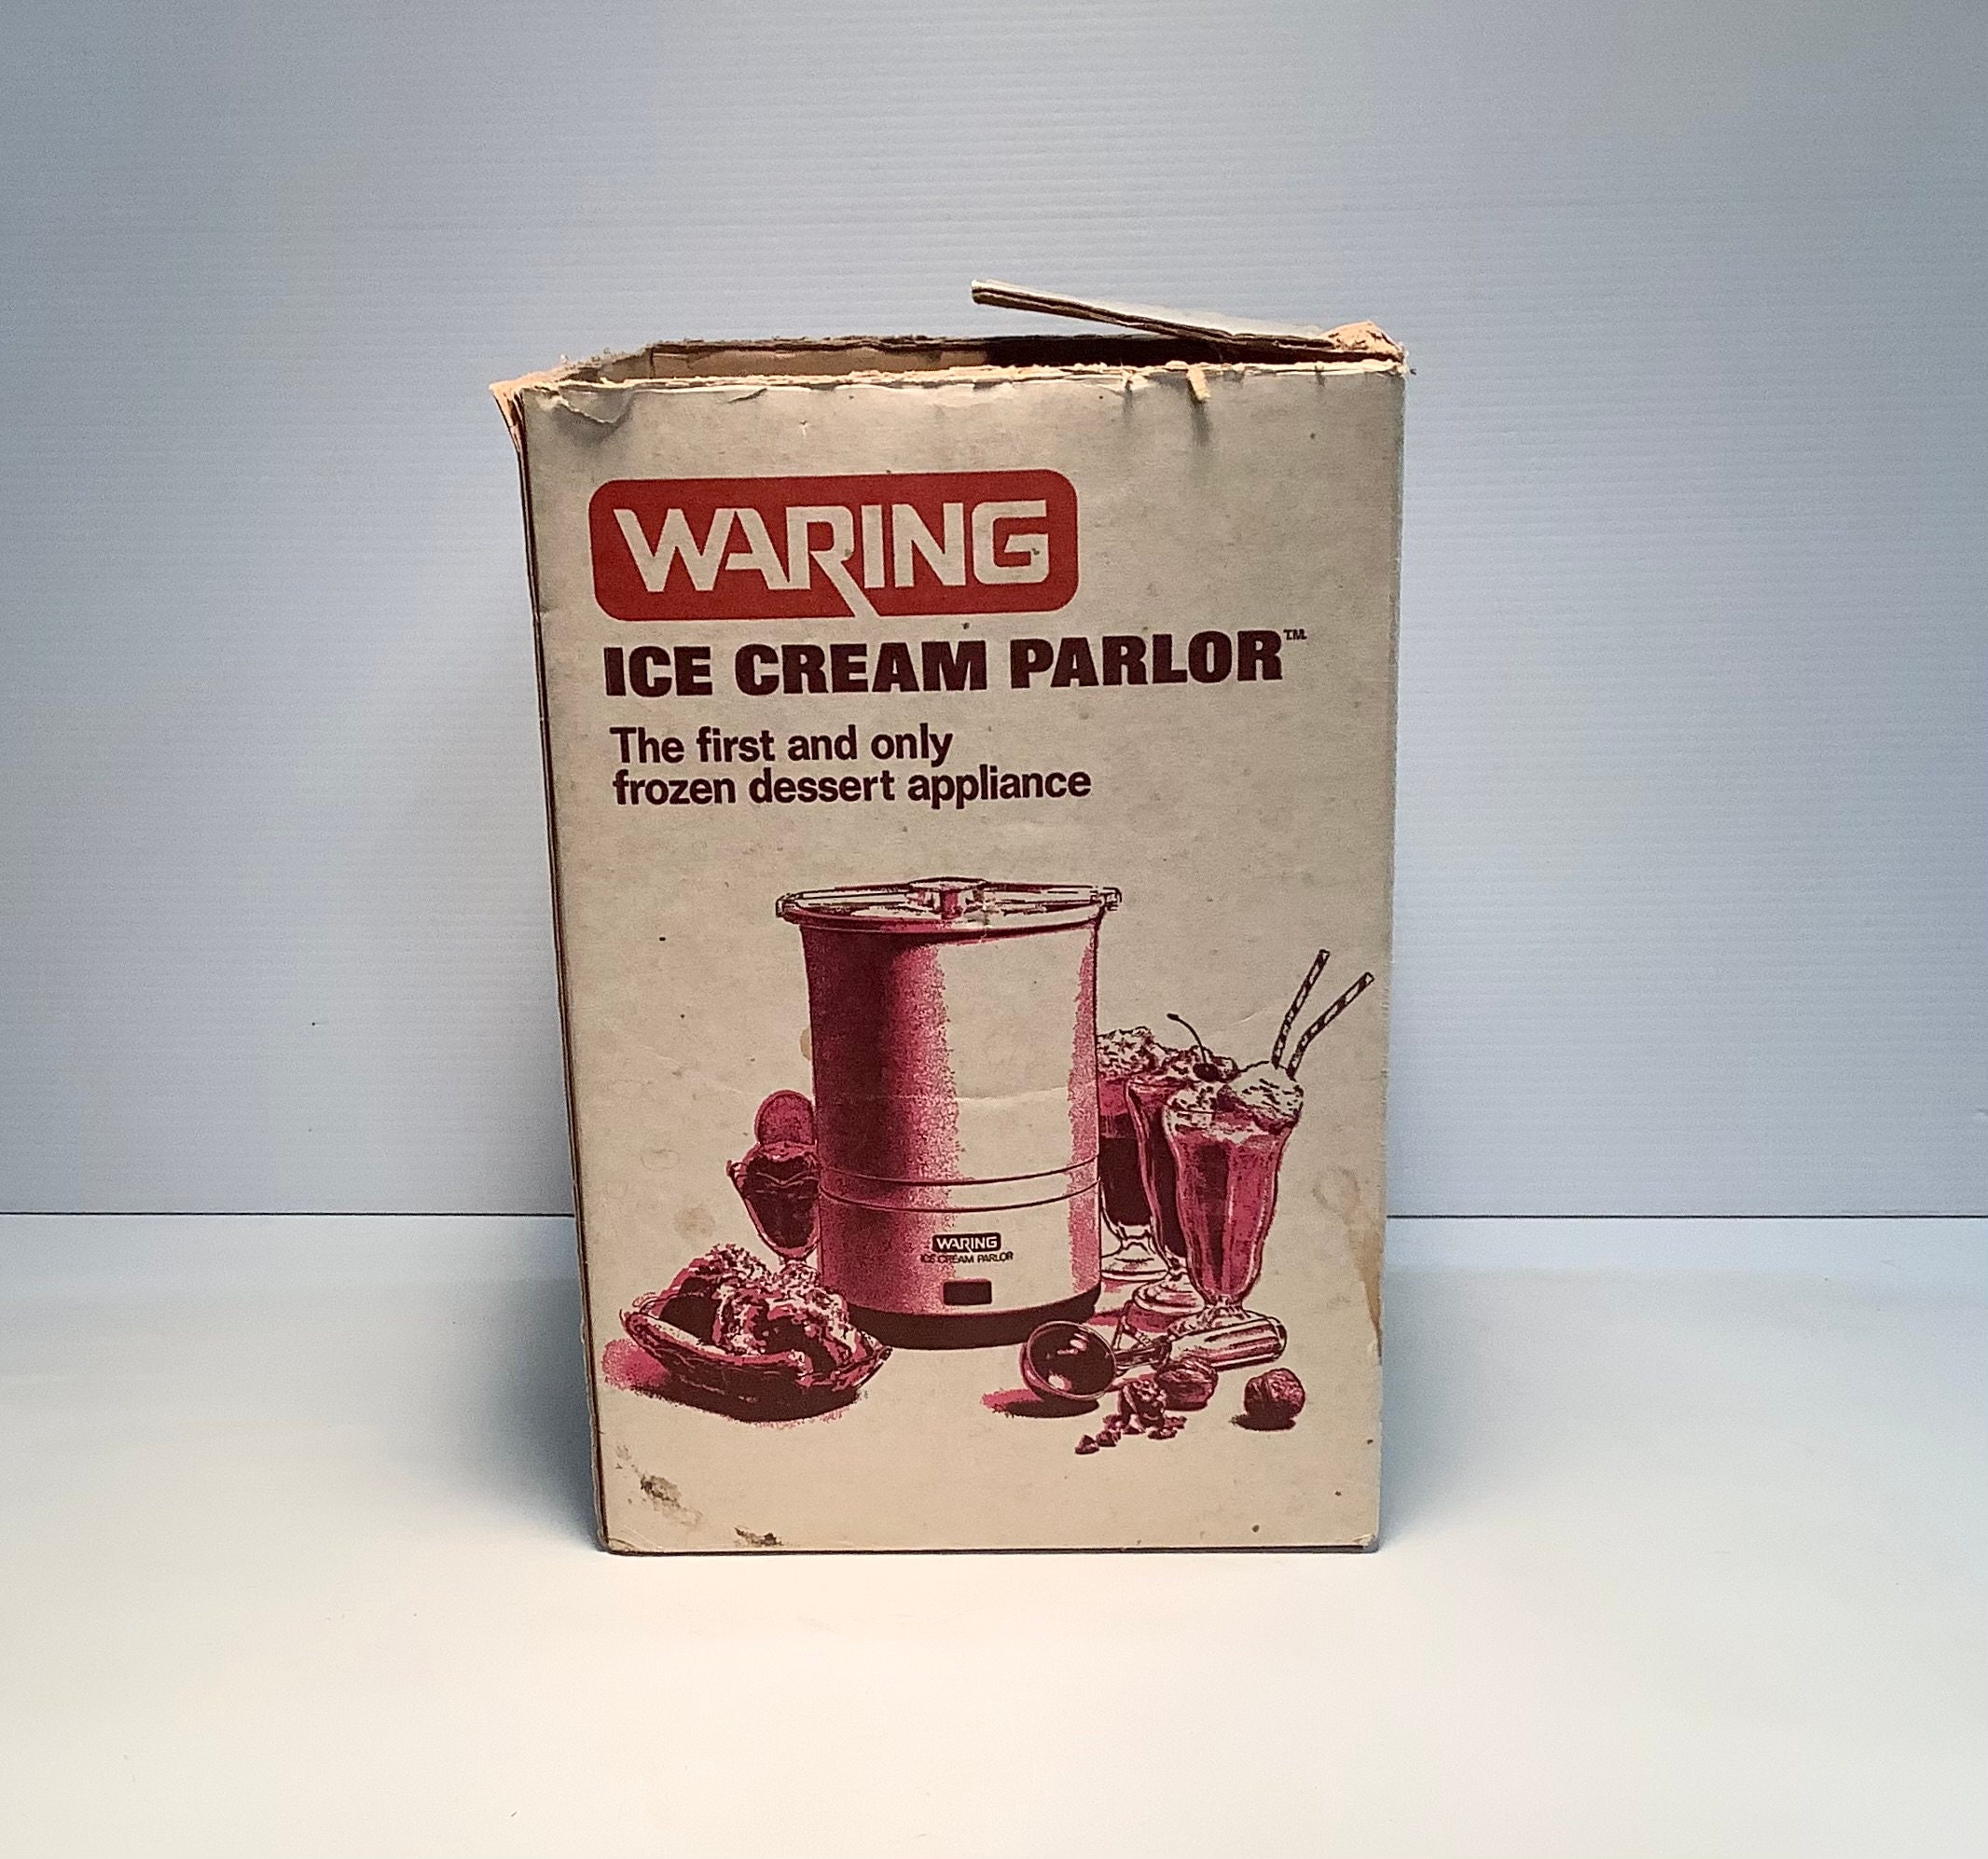 WARING
ICE CREAM PARLOR™
The first and only
frozen dessert appliance
WARING
ICE CREAM PARLOR